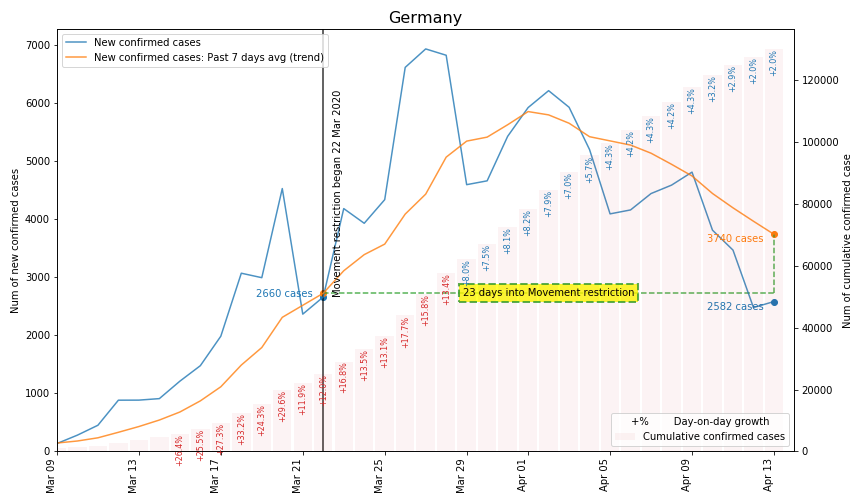 Germany
New confirmed cases
New confirmed cases: Past 7 days avg (trend)
7000
6000
5000
4000
3000
2000
1000
0
Num of new confirmed cases
120000
100000
80000
60000
40000
20000
0
Num of cumulative confirmed case
Movement restriction began 22 Mar 2020
2660 cases
23 days into Movement restriction
3740 cases
2582 cases
+26.4%
+25.5%
+27.3%
+33.2%
+24.3%
+29.6%
+11.9%
+12.0%
+16.8%
+13.5%
+13.1%
+17.7%
+15.8%
+13.4%
+8.0%
+7.5%
+8.1%
+8.2%
+7.9%
+7.0%
+5.7%
+4.3%
+4.2%
+4.3%
+4.2%
+4.3%
+3.2%
+2.9%
+2.0%
+2.0%
+% Day-on-day growth
Cumulative confirmed cases
Mar 09
Mar 13
Mar 17
Mar 21
Mar 25
Mar 29
Apr 01
Apr 05
Apr 09
Apr 13